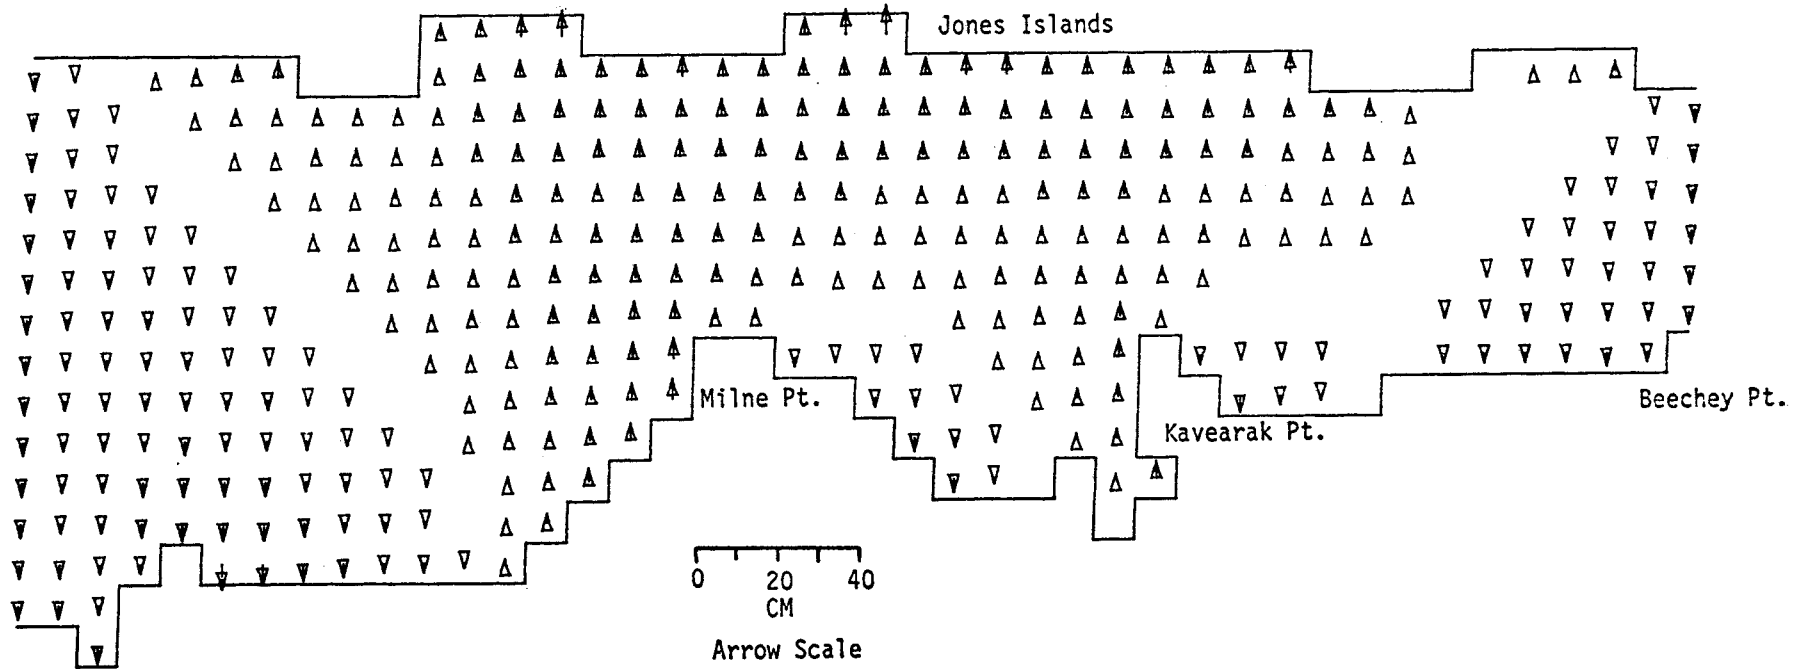 Jones Islands
Milne Pt.
Beechey Pt.
Kavearak Pt.
0 20 40
CM
Arrow Scale